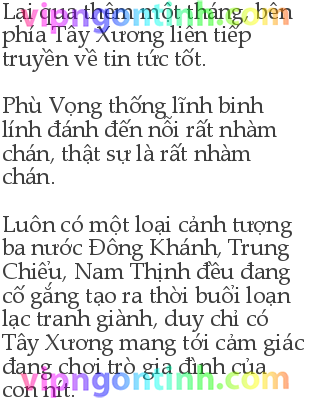 Lại qua thêm một tháng, bên
phía Tây Xương liên tiếp
truyền về tin tức tốt.
Phù Vọng thống lĩnh binh
lính đánh đến nỗi rất nhàm
chán, thật sự là rất nhàm
chán.
Luôn có một loại cảnh tượng
ba nước Đông Khánh, Trung
Chiểu, Nam Thịnh đều đang
cố gắng tạo ra thời buổi loạn
lạc tranh giành, duy chỉ có
Tây Xương mang tới cảm giác
đang chơi trò gia đình của
con nít.
vipngontinh.com
vipngontinh.com